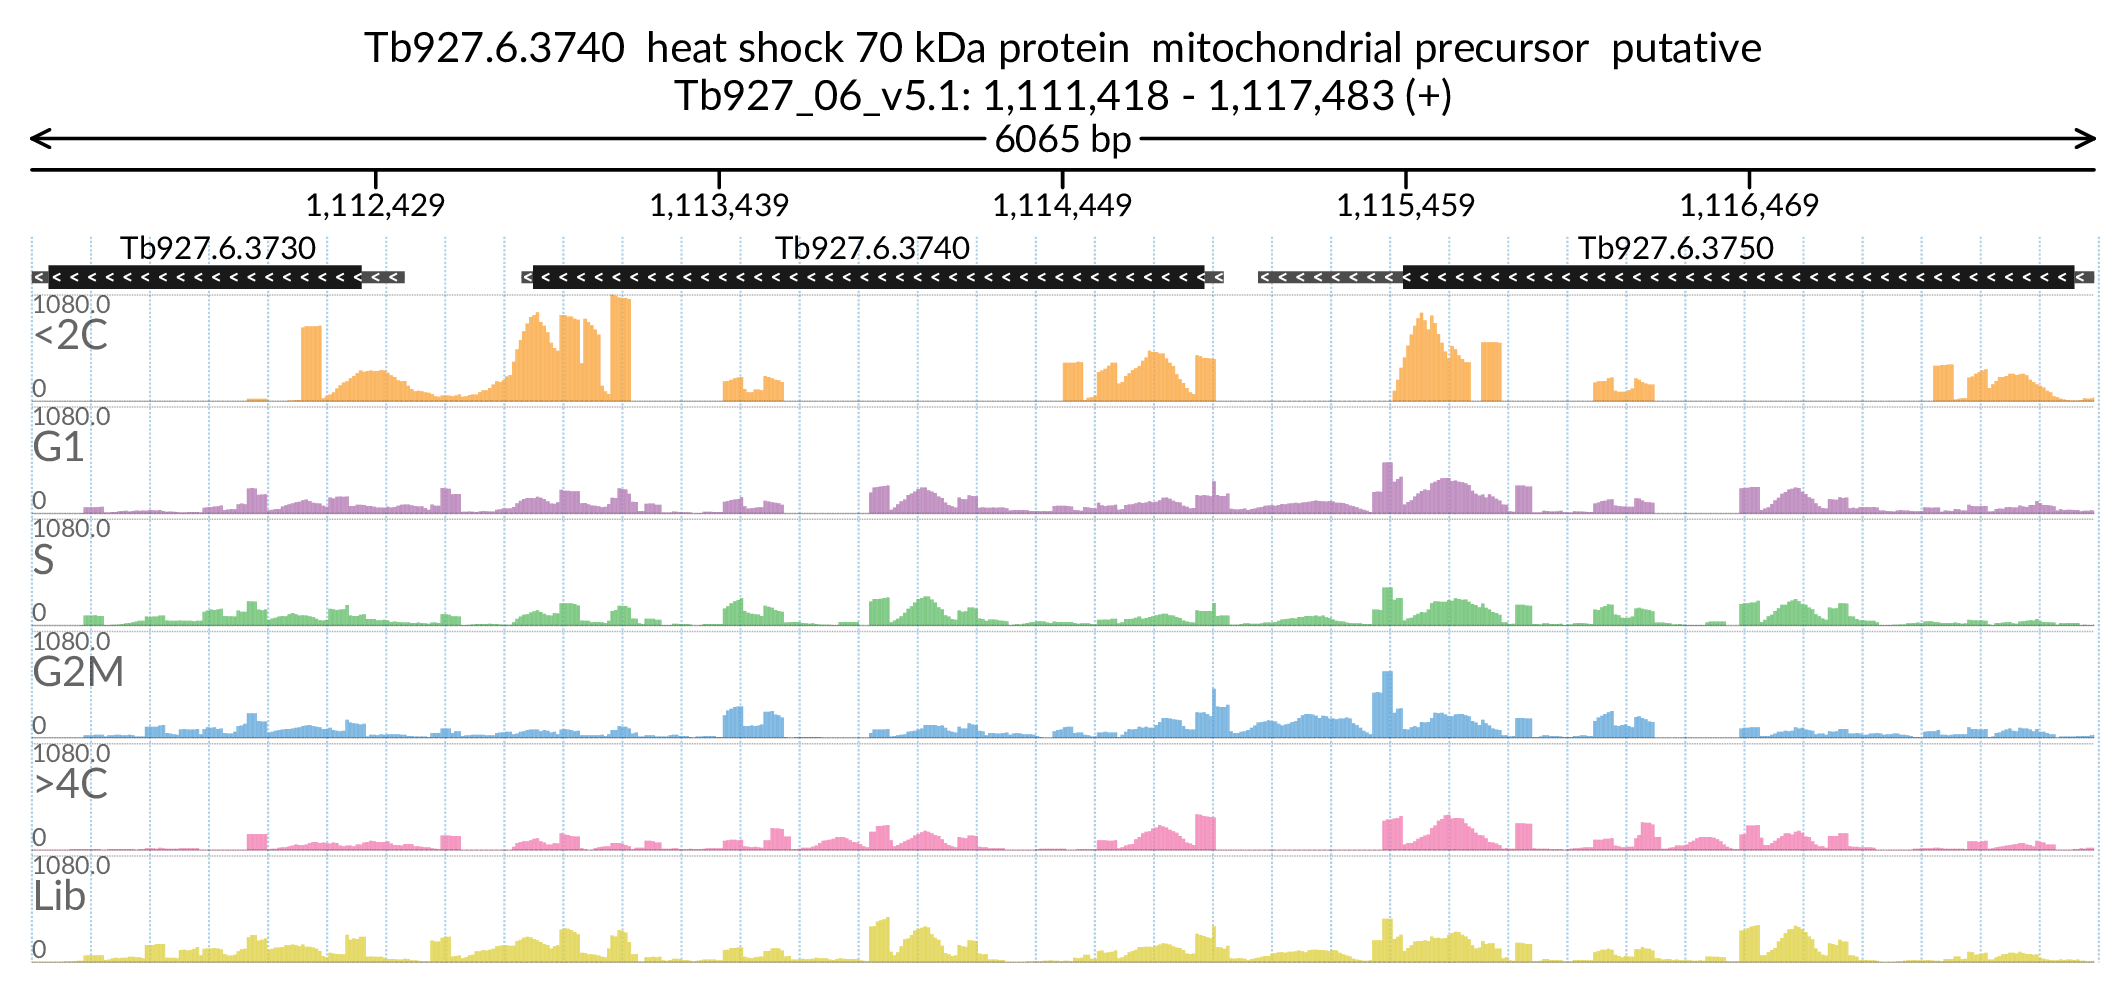 Tb927.6.3740 heat shock 70 kDa protein mitochondrial precursor putative
Tb927_06_v5.1: 1,111,418 - 1,117,483 (+)
6065 bp
1,112,429 1,113,439 1,114,449 1,115,459 1,116,469
Tb927.6.3730 Tb927.6.3740 Tb927.6.3750
1080.0
<2C
0
1080.0
G1
0
1080.0
S
0
1080.0
G2M
0
1080.0
>4C
0
1080.0
Lib
0